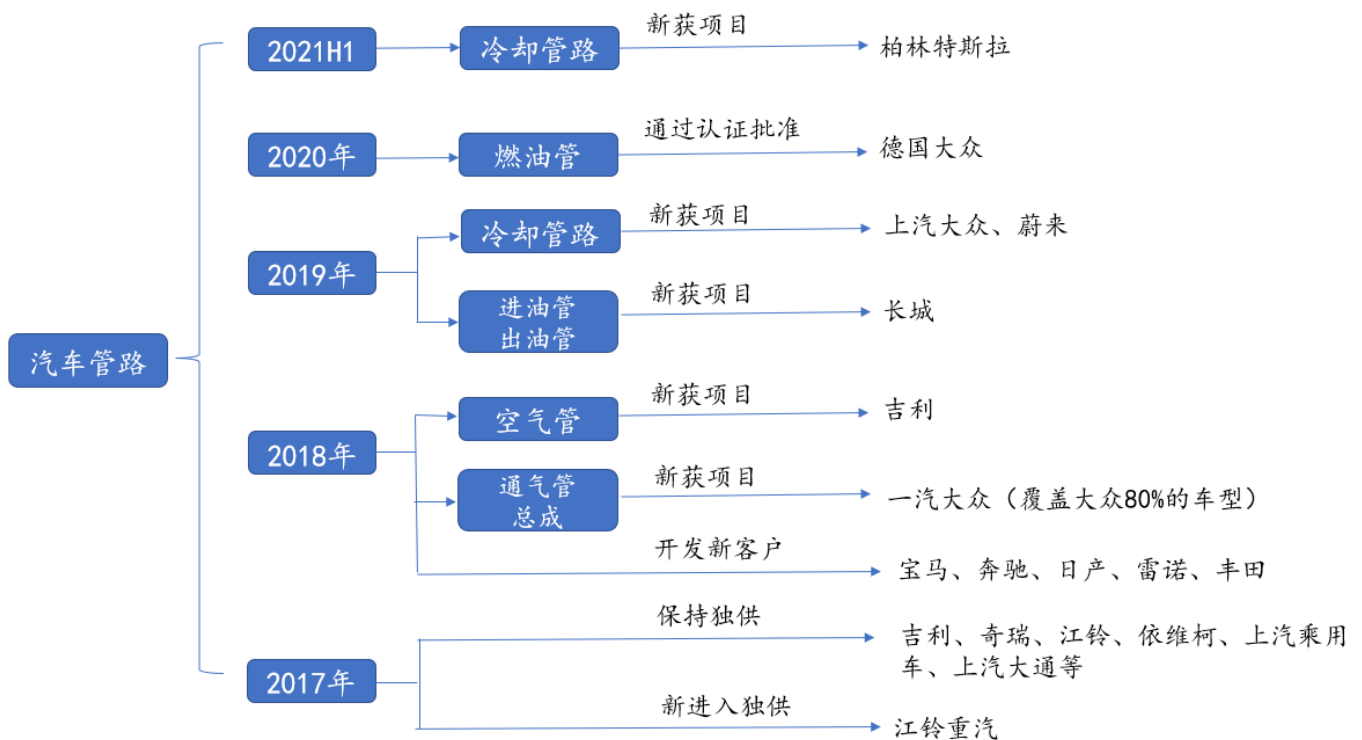 2021H1
冷却管路
新获项目
柏林特斯拉
2020年
燃油管
通过认证批准
德国大众
2019年
冷却管路
新获项目
上汽大众、蔚来
进油管
出油管
新获项目
长城
汽车管路
2018年
空气管
新获项目
吉利
通气管
总成
新获项目
一汽大众（覆盖大众80%的车型）
开发新客户
宝马、奔驰、日产、雷诺、丰田
2017年
保持独供
吉利、奇瑞、江铃、依维柯、上汽乘用
车、上汽大通等
新进入独供
江铃重汽